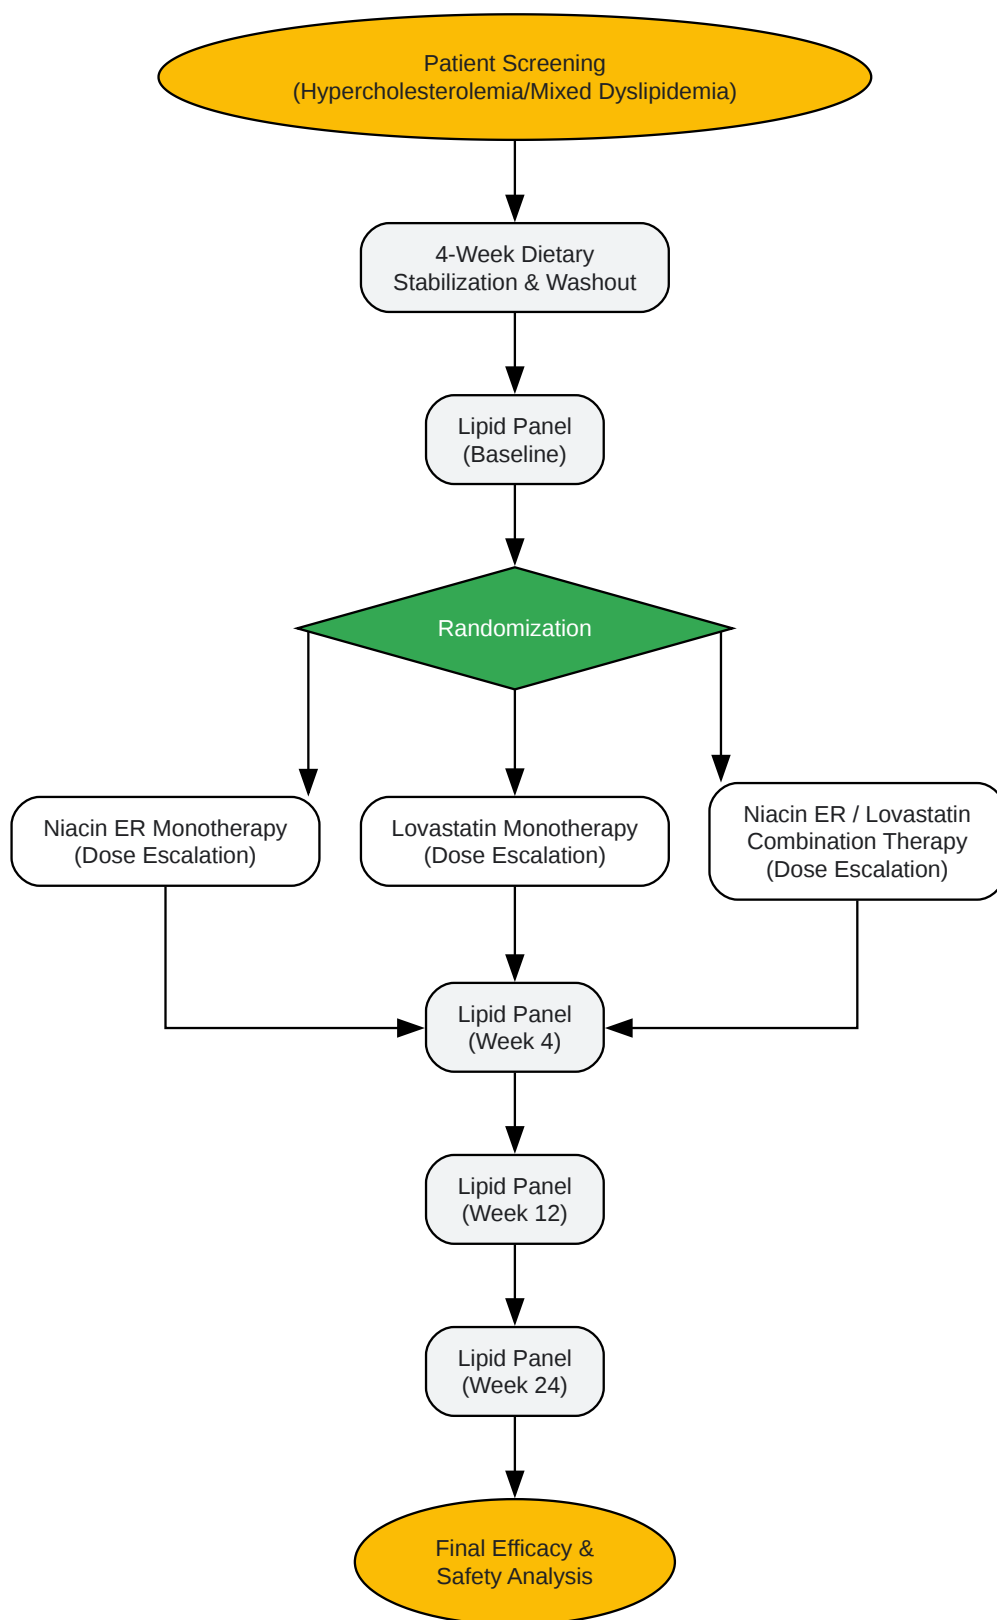 Patient Screening
(Hypercholesterolemia/Mixed Dyslipidemia)
4-Week Dietary
Stabilization & Washout
Lipid Panel
(Baseline)
Randomization
Niacin ER Monotherapy
(Dose Escalation)
Lovastatin Monotherapy
(Dose Escalation)
Niacin ER / Lovastatin
Combination Therapy
(Dose Escalation)
Lipid Panel
(Week 4)
Lipid Panel
(Week 12)
Lipid Panel
(Week 24)
Final Efficacy &
Safety Analysis